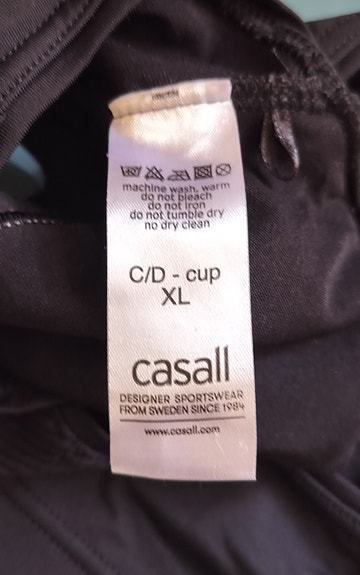 machine wash, warm
do not bleach
do not iron
do not tumble dry
no dry clean
C/D - cup
XL
casall
DESIGNER SPORTSWEAR
FROM SWEDEN SINCE 1984
www.casall.com